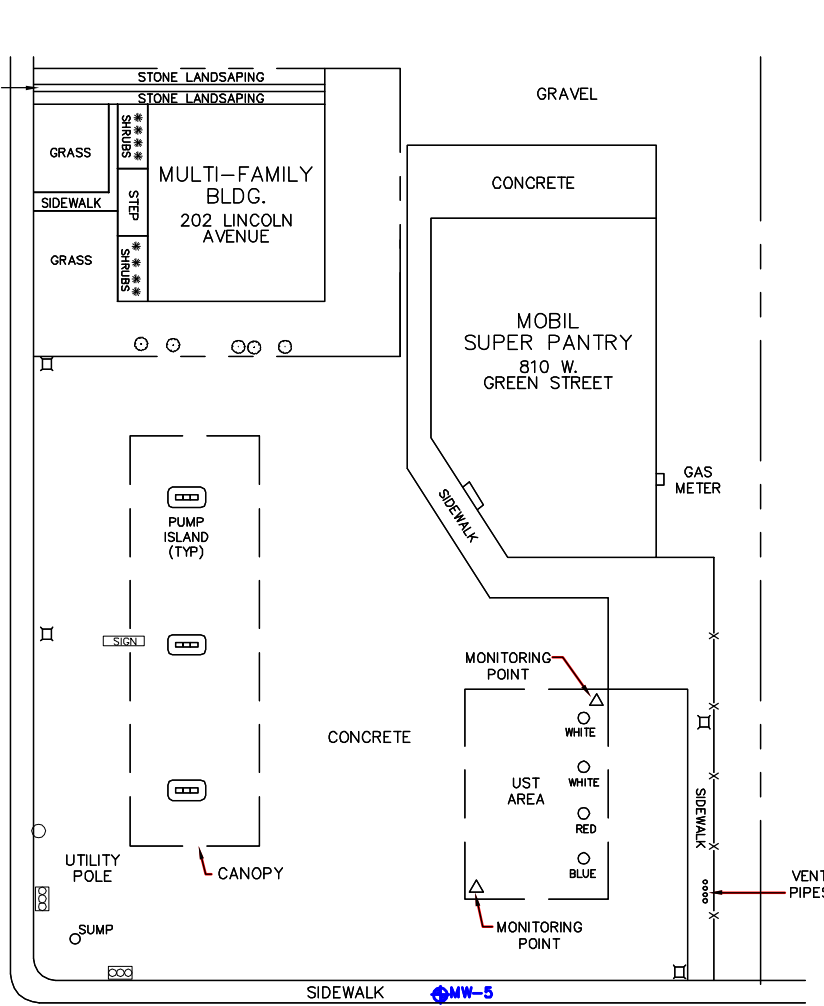 STONE LANDSAPING
STONE LANDSAPING
GRAVEL
SHRUBS
GRASS
MULTI-FAMILY
BLDG.
202 LINCOLN
AVENUE
CONCRETE
SIDEWALK
STEP
GRASS
SHRUBS
MOBIL
SUPER PANTRY
810 W.
GREEN STREET
GAS
METER
SIDEWALK
PUMP
ISLAND
(TYP)
SIGN
MONITORING
POINT
WHITE
CONCRETE
UST
AREA
WHITE
RED
BLUE
SIDEWALK
UTILITY
POLE
CANOPY
VENT
PIPES
SUMP
MONITORING
POINT
SIDEWALK
MW-5